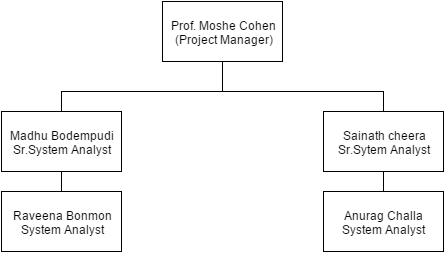 Prof. Moshe Cohen
(Project Manager)
Madhu Bodempudi
Sr.System Analyst
Sainath cheera
Sr.Sytem Analyst
Raveena Bonmon
System Analyst
Anurag Challa
System Analyst